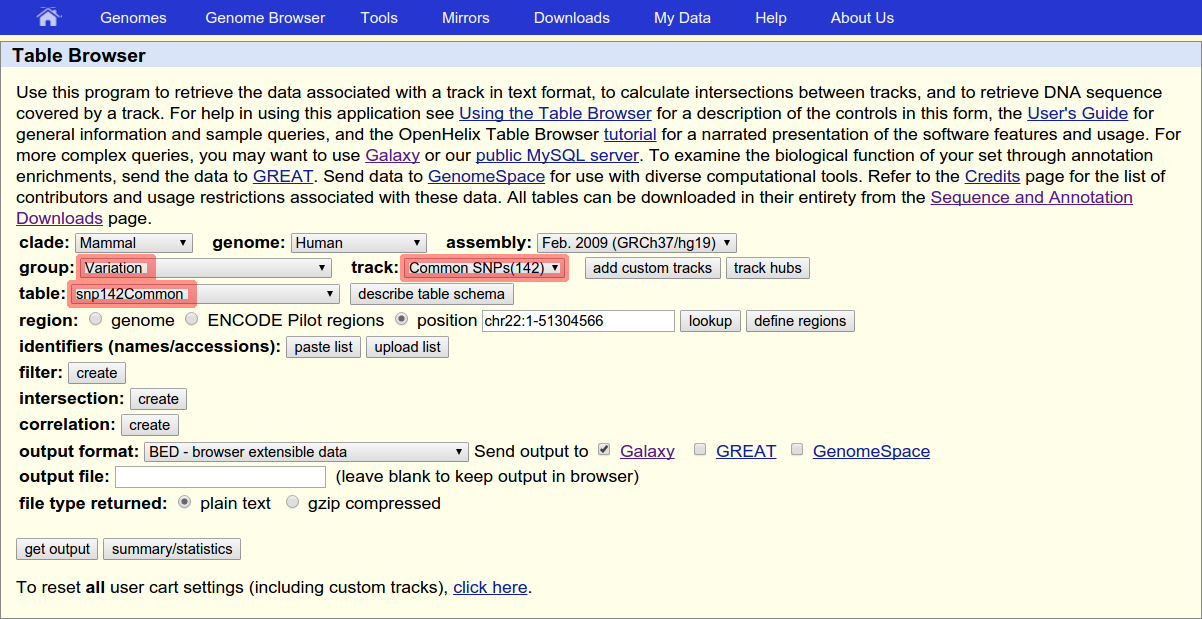 Genomes Genome Browser Tools Mirrors Downloads My Data Help About Us
Table Browser
Use this program to retrieve the data associated with a track in text format, to calculate intersections between tracks, and to retrieve DNA sequence
covered by a track. For help in using this application see Using the Table Browser for a description of the controls in this form, the User's Guide for
general information and sample queries, and the OpenHelix Table Browser tutorial for a narrated presentation of the software features and usage. For
more complex queries, you may want to use Galaxy or our public MySQL server. To examine the biological function of your set through annotation
enrichments, send the data to GREAT. Send data to GenomeSpace for use with diverse computational tools. Refer to the Credits page for the list of
contributors and usage restrictions associated with these data. All tables can be downloaded in their entirety from the Sequence and Annotation
Downloads page.
clade: Mammal genome: Human assembly: Feb. 2009 (GRCh37/hg19)
group: Variation track: Common SNPs(142) add custom tracks track hubs
table: snp142Common describe table schema
region: genome ENCODE Pilot regions position chr22:1-51304566 lookup define regions
identifiers (names/accessions): paste list upload list
filter: create
intersection: create
correlation: create
output format: BED - browser extensible data Send output to Galaxy GREAT GenomeSpace
output file: (leave blank to keep output in browser)
file type returned: plain text gzip compressed
get output summary/statistics
To reset all user cart settings (including custom tracks), click here.